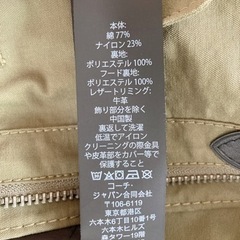 本体:
綿 77%
ナイロン 23%
裏地:
ポリエステル 100%
フード裏地:
ポリエステル 100%
レザートリミング:
牛革
飾り部分を除く
中国製
裏返して洗濯
低温でアイロン
クリーニングの際金具
や皮革部をカバー等で
保護して下さい
コーチ・
ジャパン合同会社
〒106-6119
東京都港区
六本木6丁目10番1号
六本木ヒルズ
森タワー19階